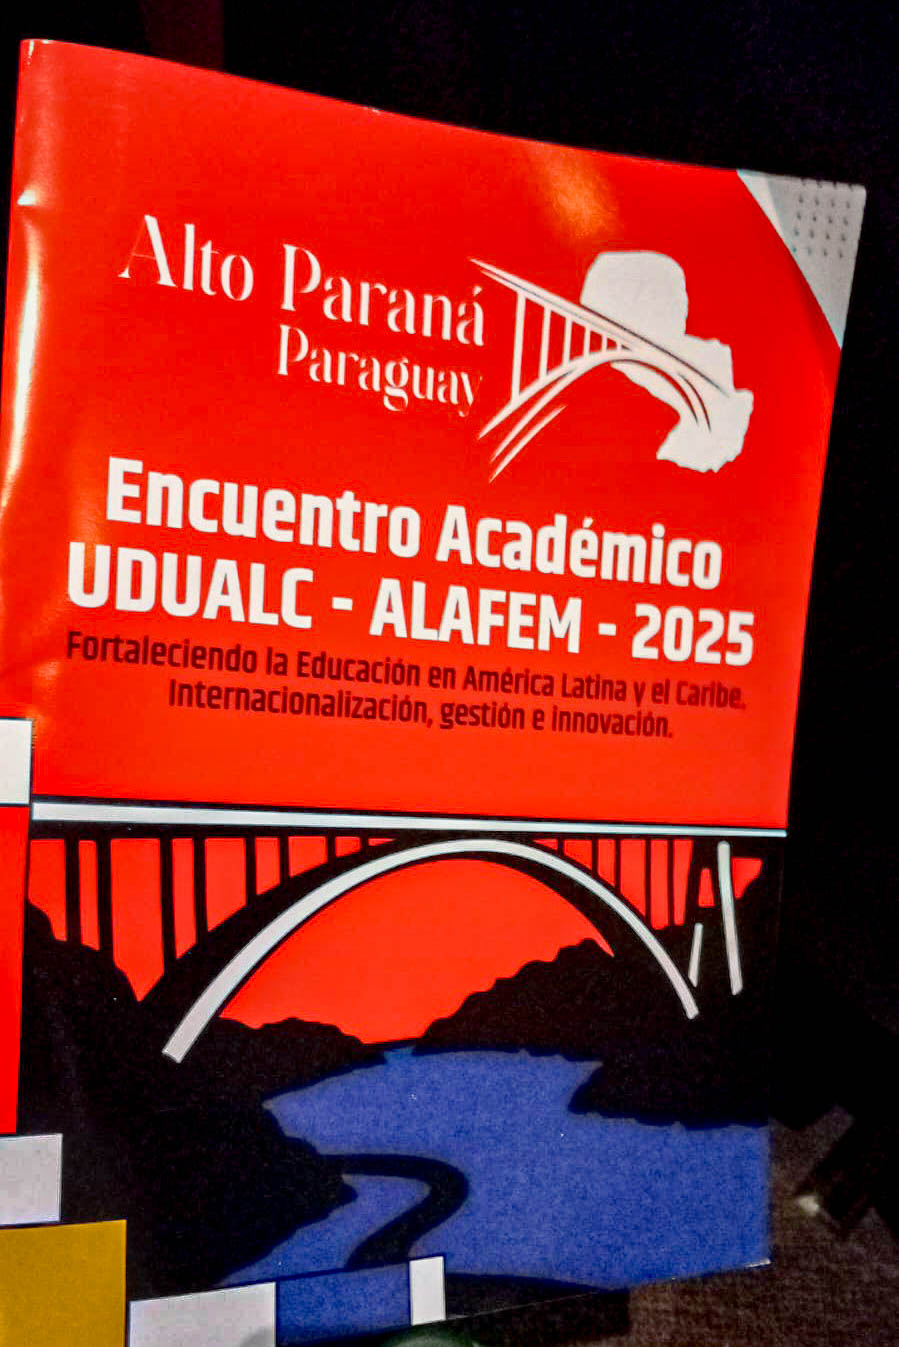 Alto Paraná
Paraguay
Encuentro Académico
UDUALC - ALAFEM - 2025
Fortaleciendo la Educación en América Latina y el Caribe.
Internacionalización, gestión e innovación.